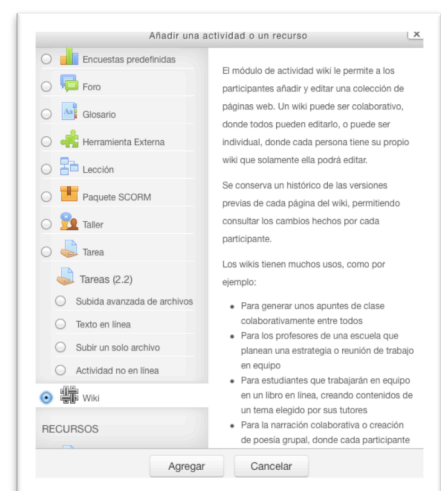 Añadir una actividad o un recurso
x
Encuestas predefinidas
Foro
Glosario
Herramienta Externa
Lección
Paquete SCORM
Taller
Tarea
Tareas (2.2)
Subida avanzada de archivos
Texto en línea
Subir un solo archivo
Actividad no en línea
Wiki
RECURSOS
El módulo de actividad wiki le permite a los
participantes añadir y editar una colección de
páginas web. Un wiki puede ser colaborativo,
donde todos pueden editarlo, o puede ser
individual, donde cada persona tiene su propio
wiki que solamente ella podrá editar.
Se conserva un histórico de las versiones
previas de cada página del wiki, permitiendo
consultar los cambios hechos por cada
participante.
Los wikis tienen muchos usos, como por
ejemplo:
• Para generar unos apuntes de clase
colaborativamente entre todos
• Para los profesores de una escuela que
planean una estrategia o reunión de trabajo
en equipo
• Para estudiantes que trabajarán en equipo
en un libro en línea, creando contenidos de
un tema elegido por sus tutores
• Para la narración colaborativa o creación
de poesía grupal, donde cada participante
Agregar
Cancelar